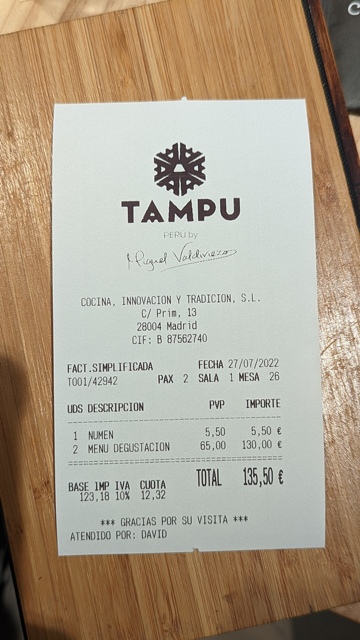 TAMPU
PERÚ by
Miguel Valdiviezo
COCINA, INNOVACION Y TRADICION, S.L.
C/ Prim, 13
28004 Madrid
CIF: B 87562740
FACT.SIMPLIFICADA FECHA 27/07/2022
T001/42942 PAX 2 SALA 1 MESA 26
UDS DESCRIPCION PVP IMPORTE
1 NUMEN 5,50 5,50 €
2 MENU DEGUSTACION 65,00 130,00 €
BASE IMP IVA CUOTA TOTAL 135,50 €
123,18 10% 12,32
*** GRACIAS POR SU VISITA ***
ATENDIDO POR: DAVID